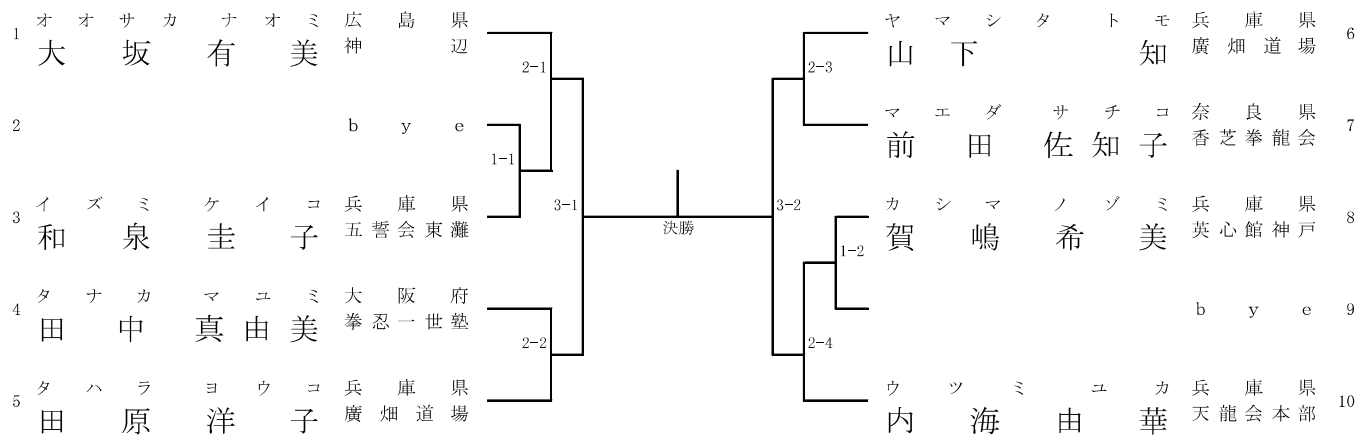 1 オオサカ ナオミ 広島県
大坂 有美 神辺
2 bye
3 イズミ ケイコ 兵庫県
和泉 圭子 五誓会東灘
4 タナカ マユミ 大阪府
田中 真由美 拳忍一世塾
5 タハラ ヨウコ 兵庫県
田原 洋子 廣畑道場
2-1
1-1
3-1
2-2
決勝
2-3
3-2
1-2
2-4
ヤマシタ トモ 兵庫県 6
山下 知 廣畑道場
マエダ サチコ 奈良県 7
前田 佐知子 香芝拳龍会
カシマ ノゾミ 兵庫県 8
賀嶋 希美 英心館神戸
bye 9
ウツミ ユカ 兵庫県 10
内海 由華 天龍会本部